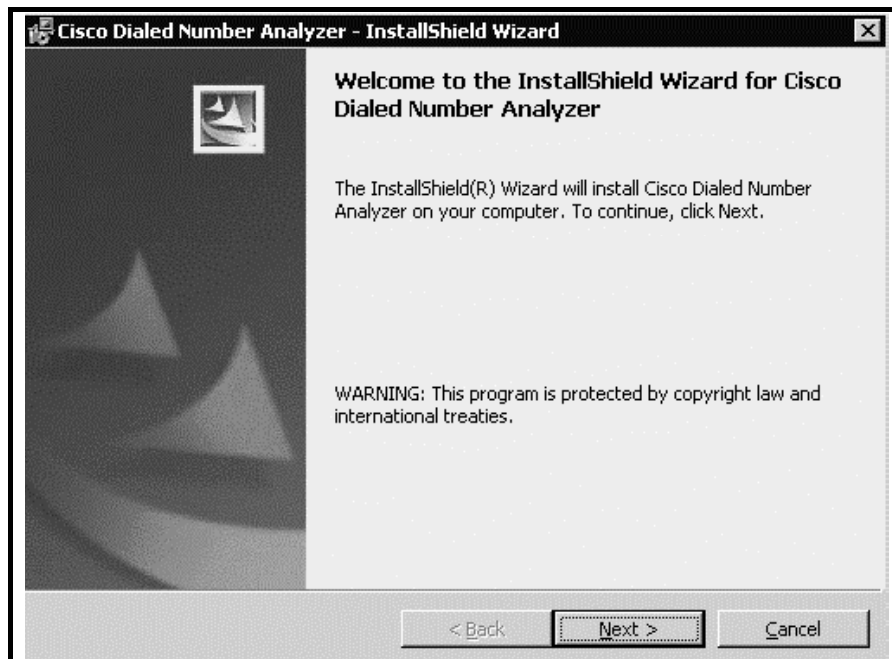 Cisco Dialed Number Analyzer - InstallShield Wizard
Welcome to the InstallShield Wizard for Cisco
Dialed Number Analyzer
The InstallShield(R) Wizard will install Cisco Dialed Number
Analyzer on your computer. To continue, click Next.
WARNING: This program is protected by copyright law and
international treaties.
< Back
Next >
Cancel